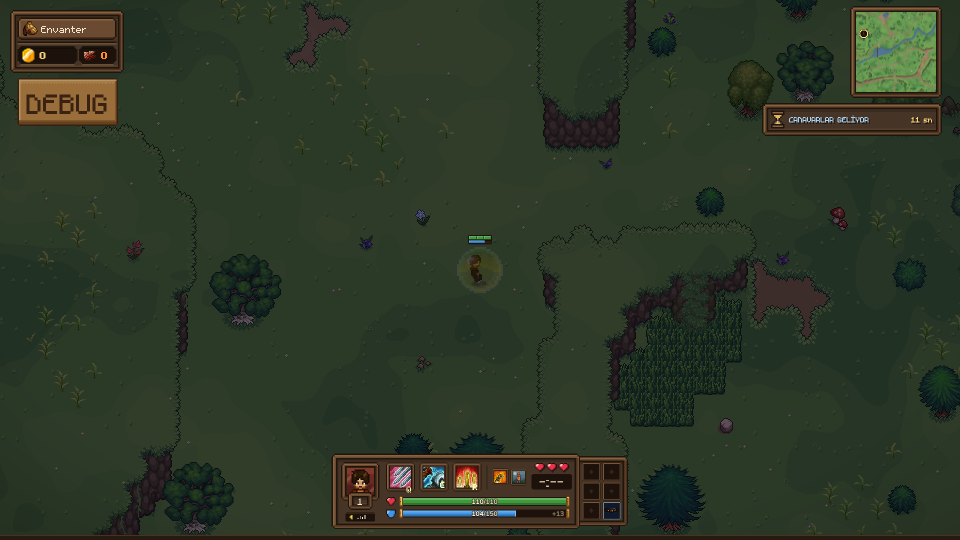 Envanter
0 0
DEBUG
CANAVARLAR GELİYOR 11 sn
1
110/110
104/150 +13